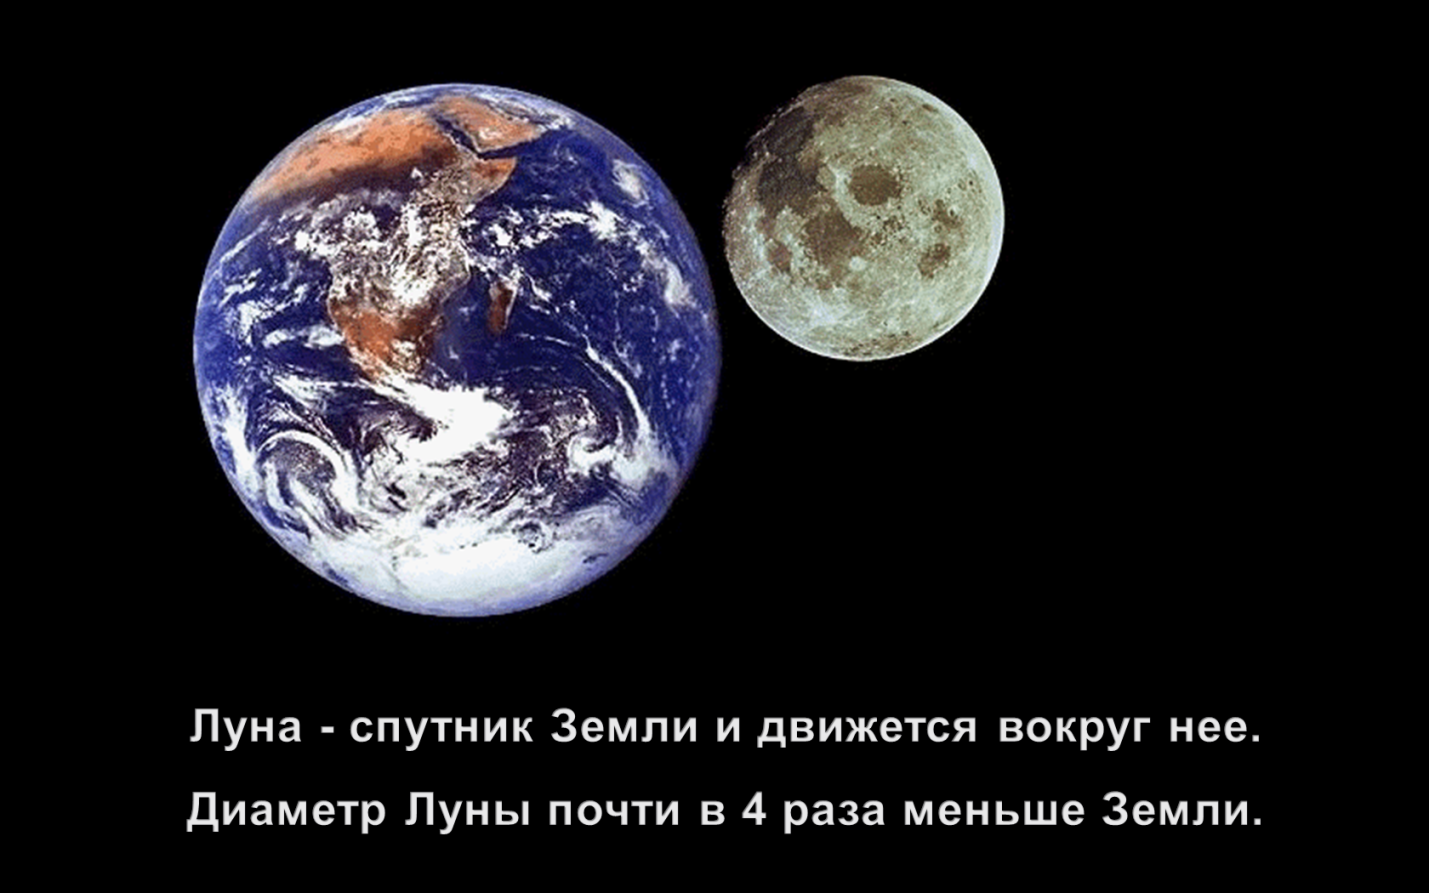 Луна - спутник Земли и движется вокруг нее.
Диаметр Луны почти в 4 раза меньше Земли.